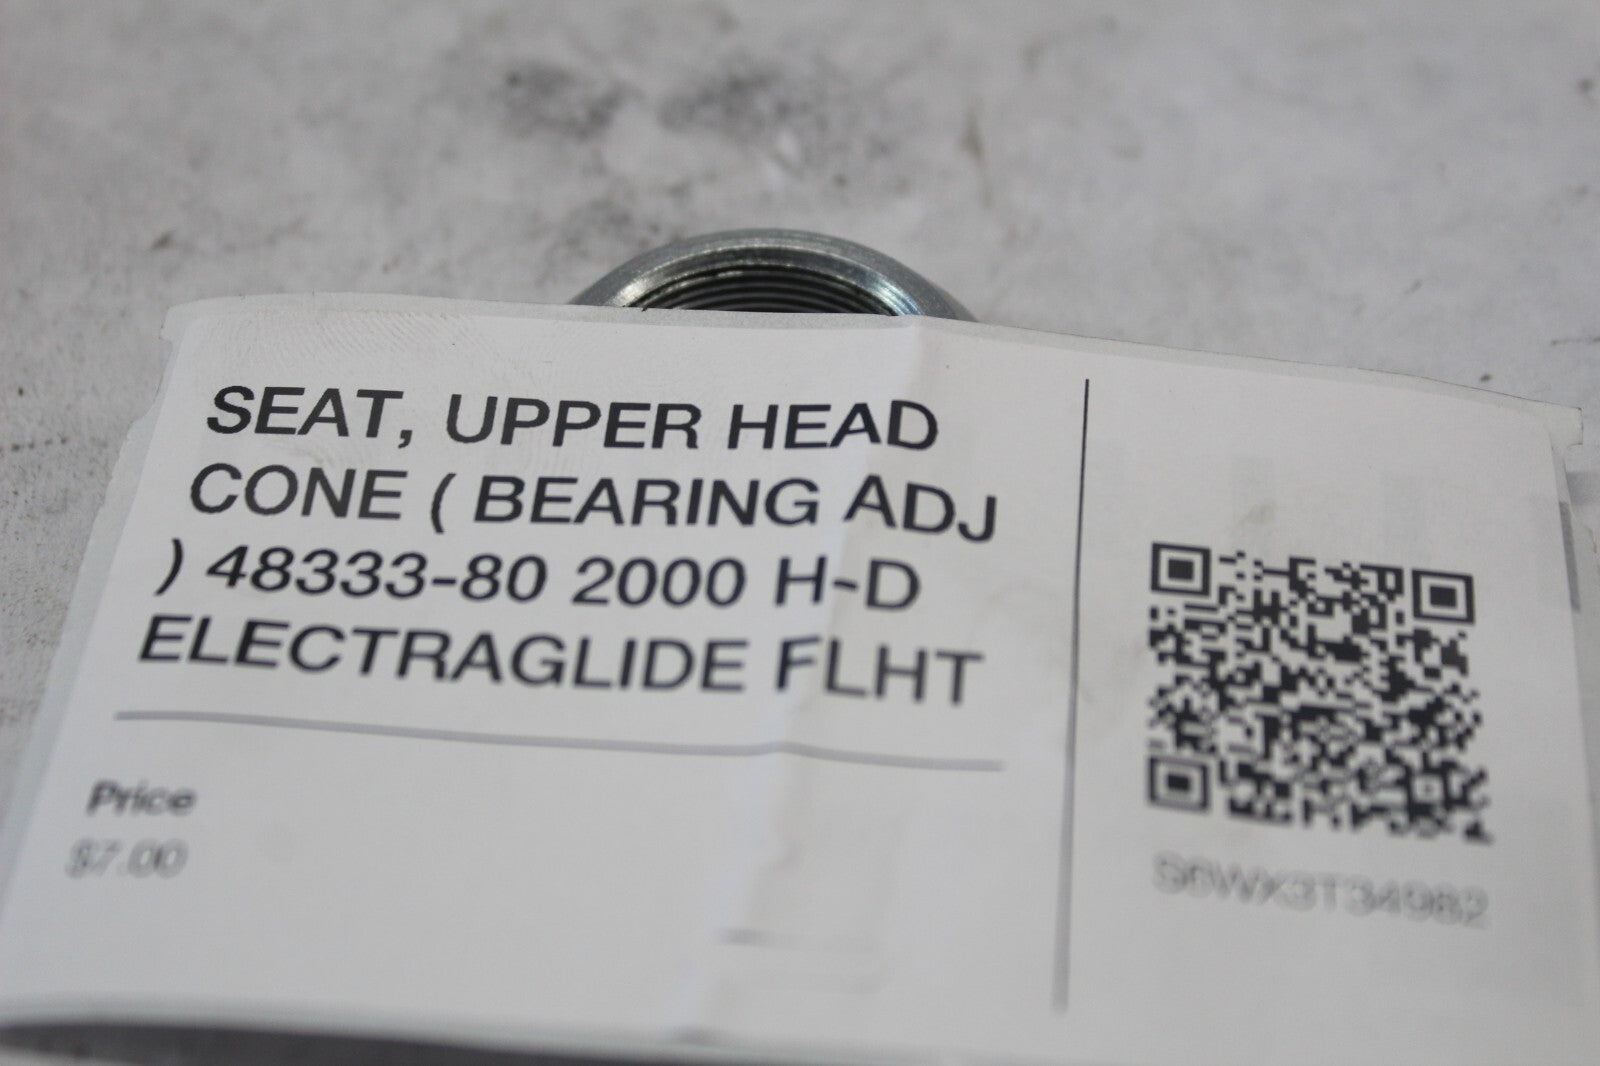 SEAT, UPPER HEAD
CONE ( BEARING ADJ
) 48333-80 2000 H-D
ELECTRAGLIDE FLHT
Price
$7.00
S6WX3T34982